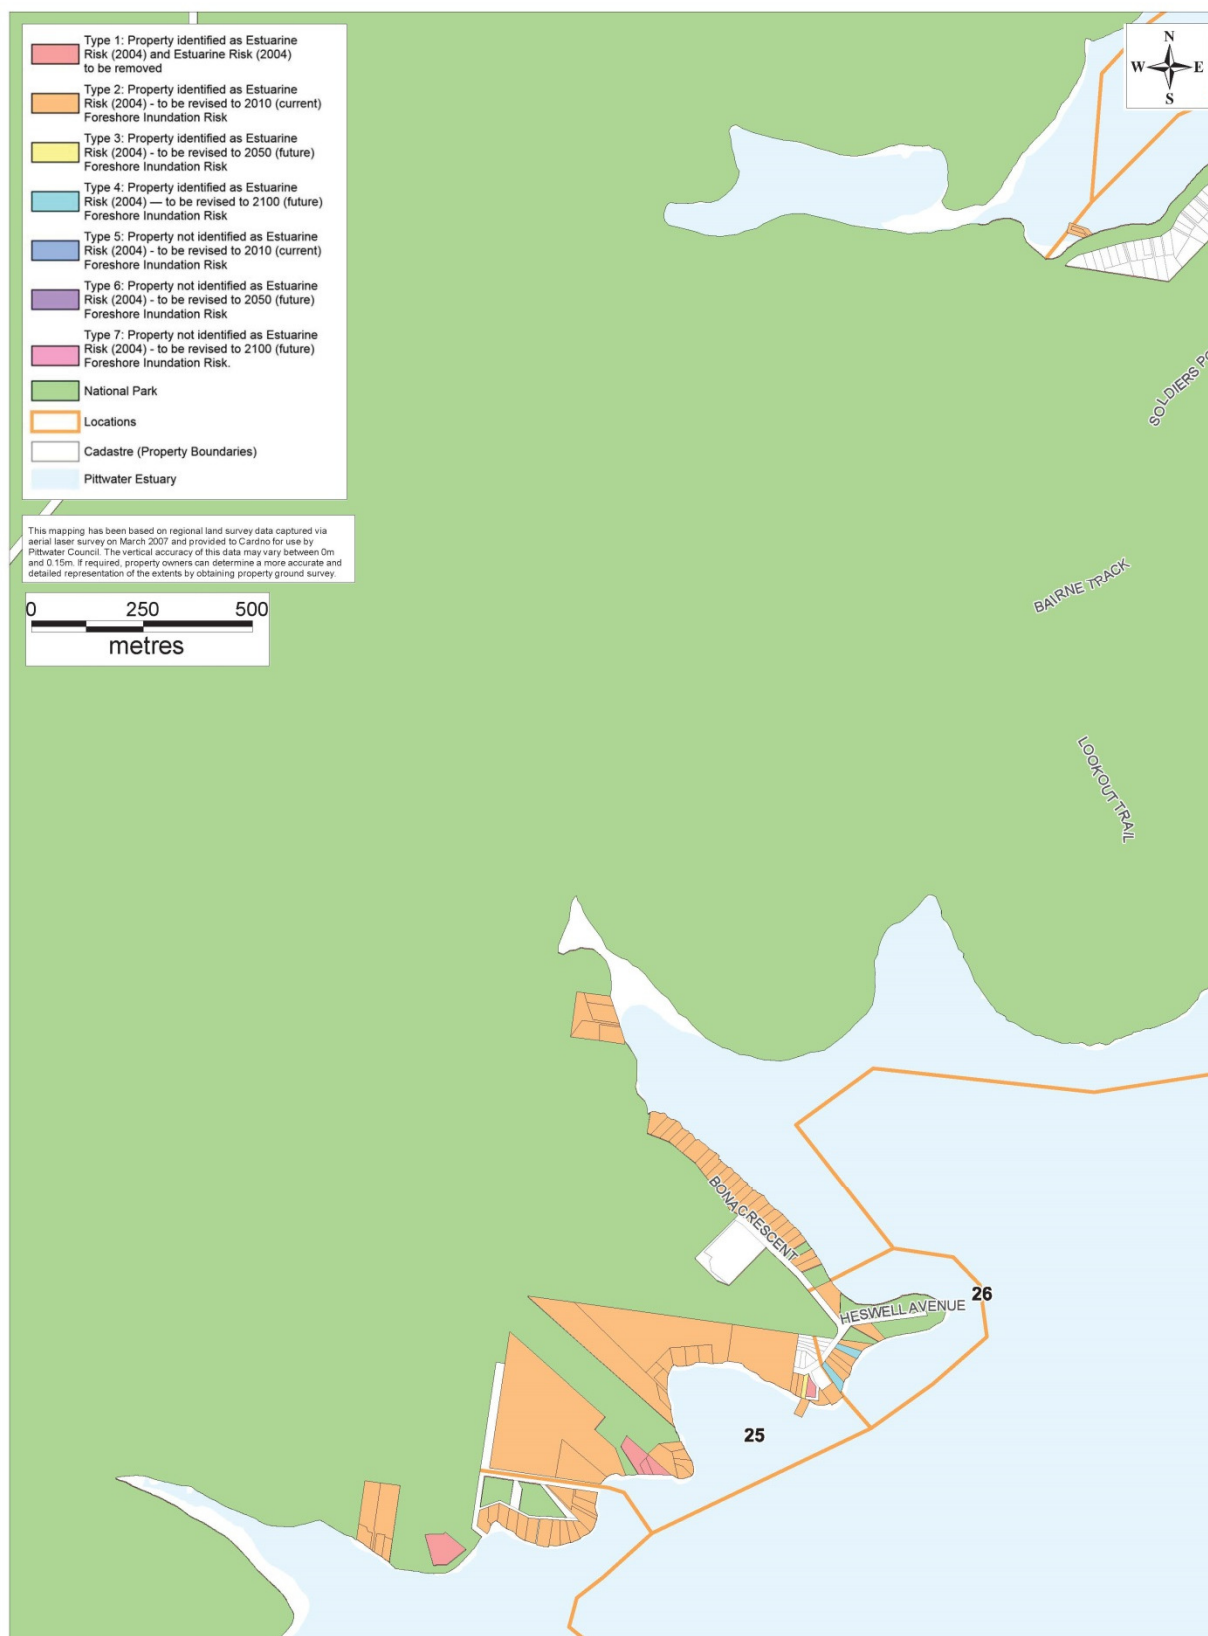 Type 1: Property identified as Estuarine
Risk (2004) and Estuarine Risk (2004)
to be removed
Type 2: Property identified as Estuarine
Risk (2004) - to be revised to 2010 (current)
Foreshore Inundation Risk
Type 3: Property identified as Estuarine
Risk (2004) - to be revised to 2050 (future)
Foreshore Inundation Risk
Type 4: Property identified as Estuarine
Risk (2004) — to be revised to 2100 (future)
Foreshore Inundation Risk
Type 5: Property not identified as Estuarine
Risk (2004) - to be revised to 2010 (current)
Foreshore Inundation Risk
Type 6: Property not identified as Estuarine
Risk (2004) - to be revised to 2050 (future)
Foreshore Inundation Risk
Type 7: Property not identified as Estuarine
Risk (2004) - to be revised to 2100 (future)
Foreshore Inundation Risk.
National Park
Locations
Cadastre (Property Boundaries)
Pittwater Estuary
This mapping has been based on regional land survey data captured via
aerial laser survey on March 2007 and provided to Cardno for use by
Pittwater Council. The vertical accuracy of this data may vary between 0m
and 0.15m. If required, property owners can determine a more accurate and
detailed representation of the extents by obtaining property ground survey.
0 250 500
metres
N
W E
S
SOLDIERS PO
BAIRNE TRACK
LOOKOUT TRAIL
BONA CRESCENT
HESWELL AVENUE
26
25